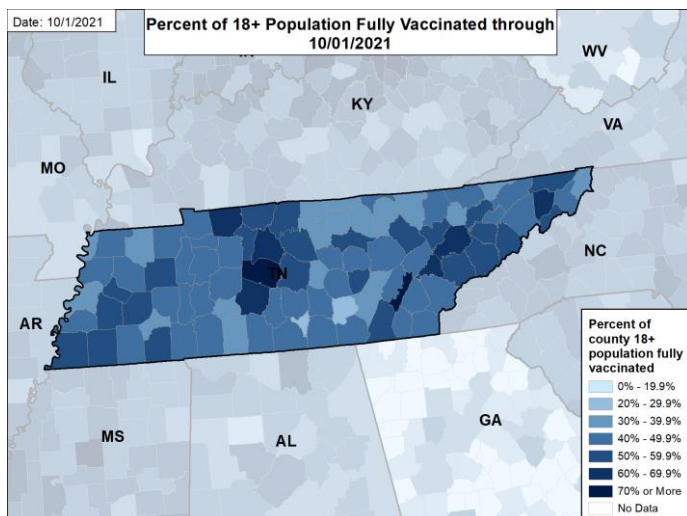 Date: 10/1/2021
Percent of 18+ Population Fully Vaccinated through
10/01/2021
WV
IL
KY
VA
MO
TN
NC
AR
MS
AL
GA
Percent of
county 18+
population fully
vaccinated
0% - 19.9%
20% - 29.9%
30% - 39.9%
40% - 49.9%
50% - 59.9%
60% - 69.9%
70% or More
No Data